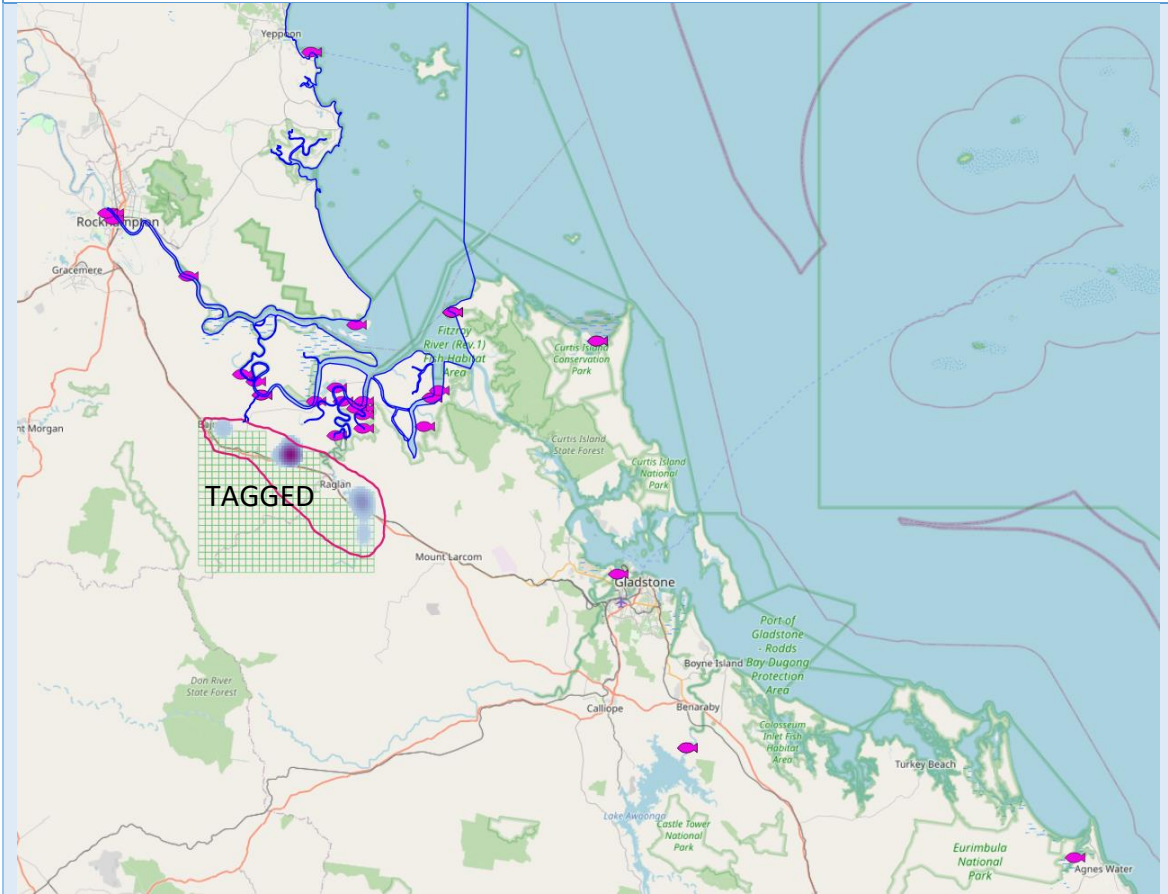 Yeppoon
Rockhampton
Gracemere
Fitzroy
River (Rev.1)
Fish Habitat
Area
Curtis Island
Conservation
Park
nt Morgan
Curtis Island
State Forest
Curtis Island
National
Park
Raglan
TAGGED
Mount Larcom
Gladstone
Port of
Gladstone
- Rodds
Bay Dugong
Protection
Area
Boyne Island
Don River
State Forest
Calliope
Benaraby
Colosseum
Inlet Fish
Habitat
Area
Turkey Beach
Lake Awoonga
Castle Tower
National
Park
Eurimbula
National
Park
Agnes Water